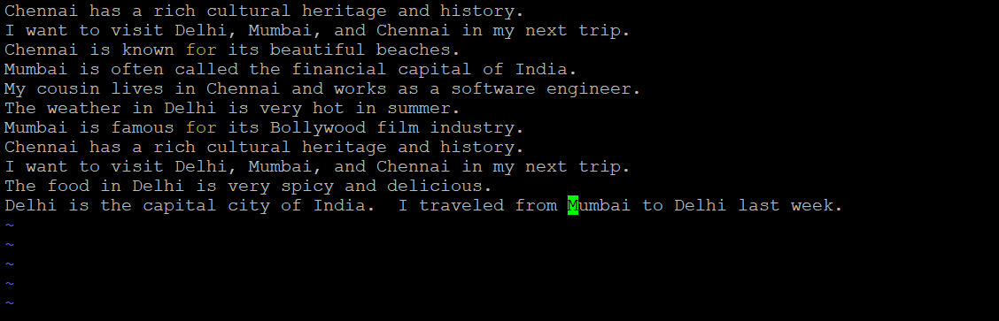 Chennai has a rich cultural heritage and history.
I want to visit Delhi, Mumbai, and Chennai in my next trip.
Chennai is known for its beautiful beaches.
Mumbai is often called the financial capital of India.
My cousin lives in Chennai and works as a software engineer.
The weather in Delhi is very hot in summer.
Mumbai is famous for its Bollywood film industry.
Chennai has a rich cultural heritage and history.
I want to visit Delhi, Mumbai, and Chennai in my next trip.
The food in Delhi is very spicy and delicious.
Delhi is the capital city of India.  I traveled from Mumbai to Delhi last week.
~
~
~
~
~